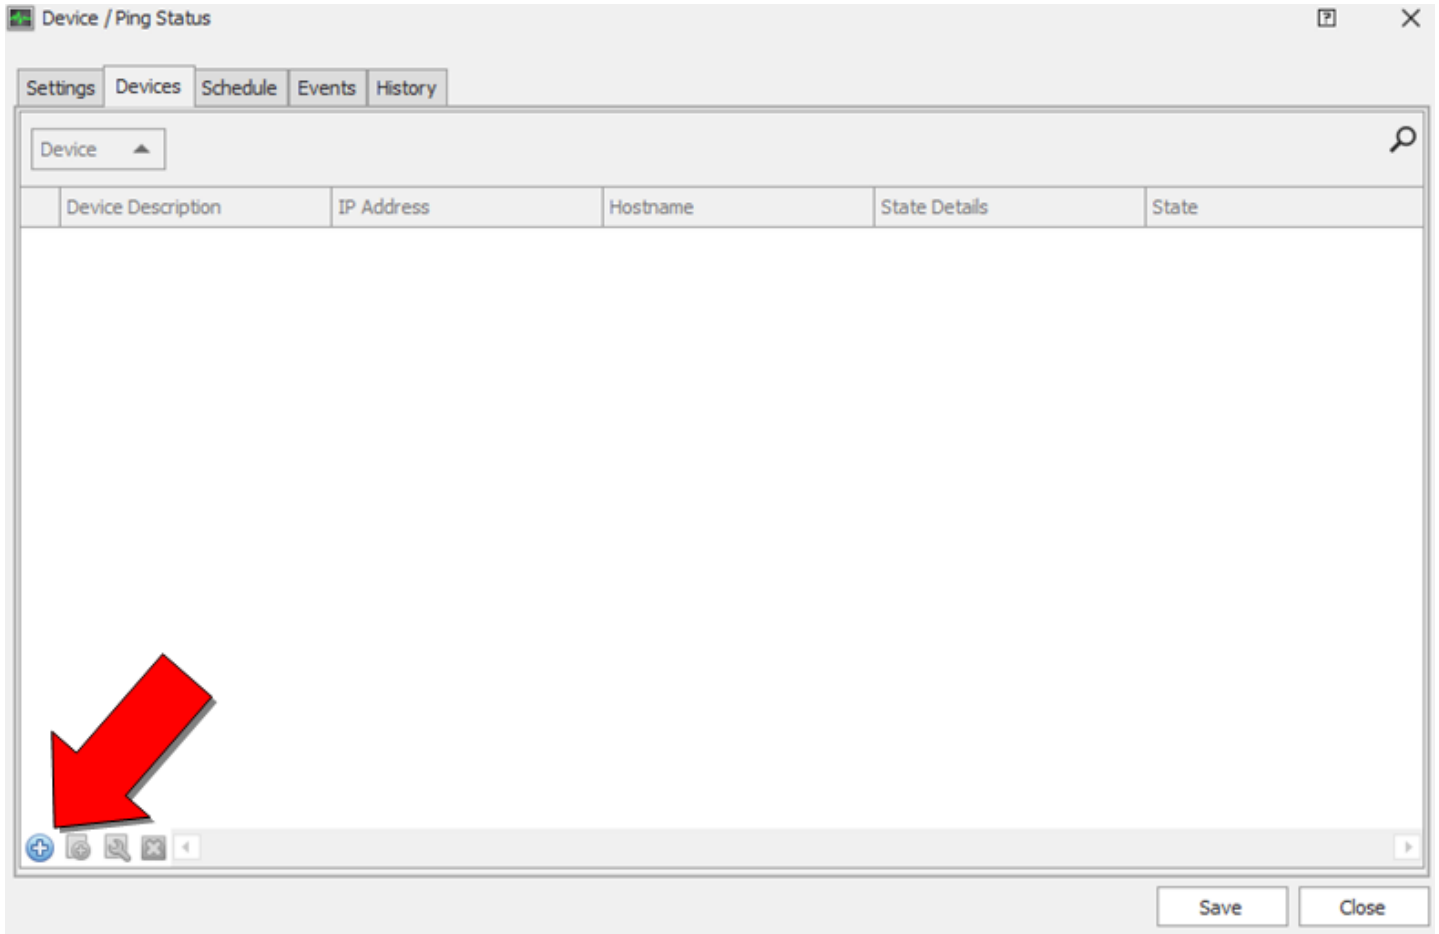 Device / Ping Status
Settings Devices Schedule Events History
Device
Device Description IP Address Hostname State Details State
Save Close